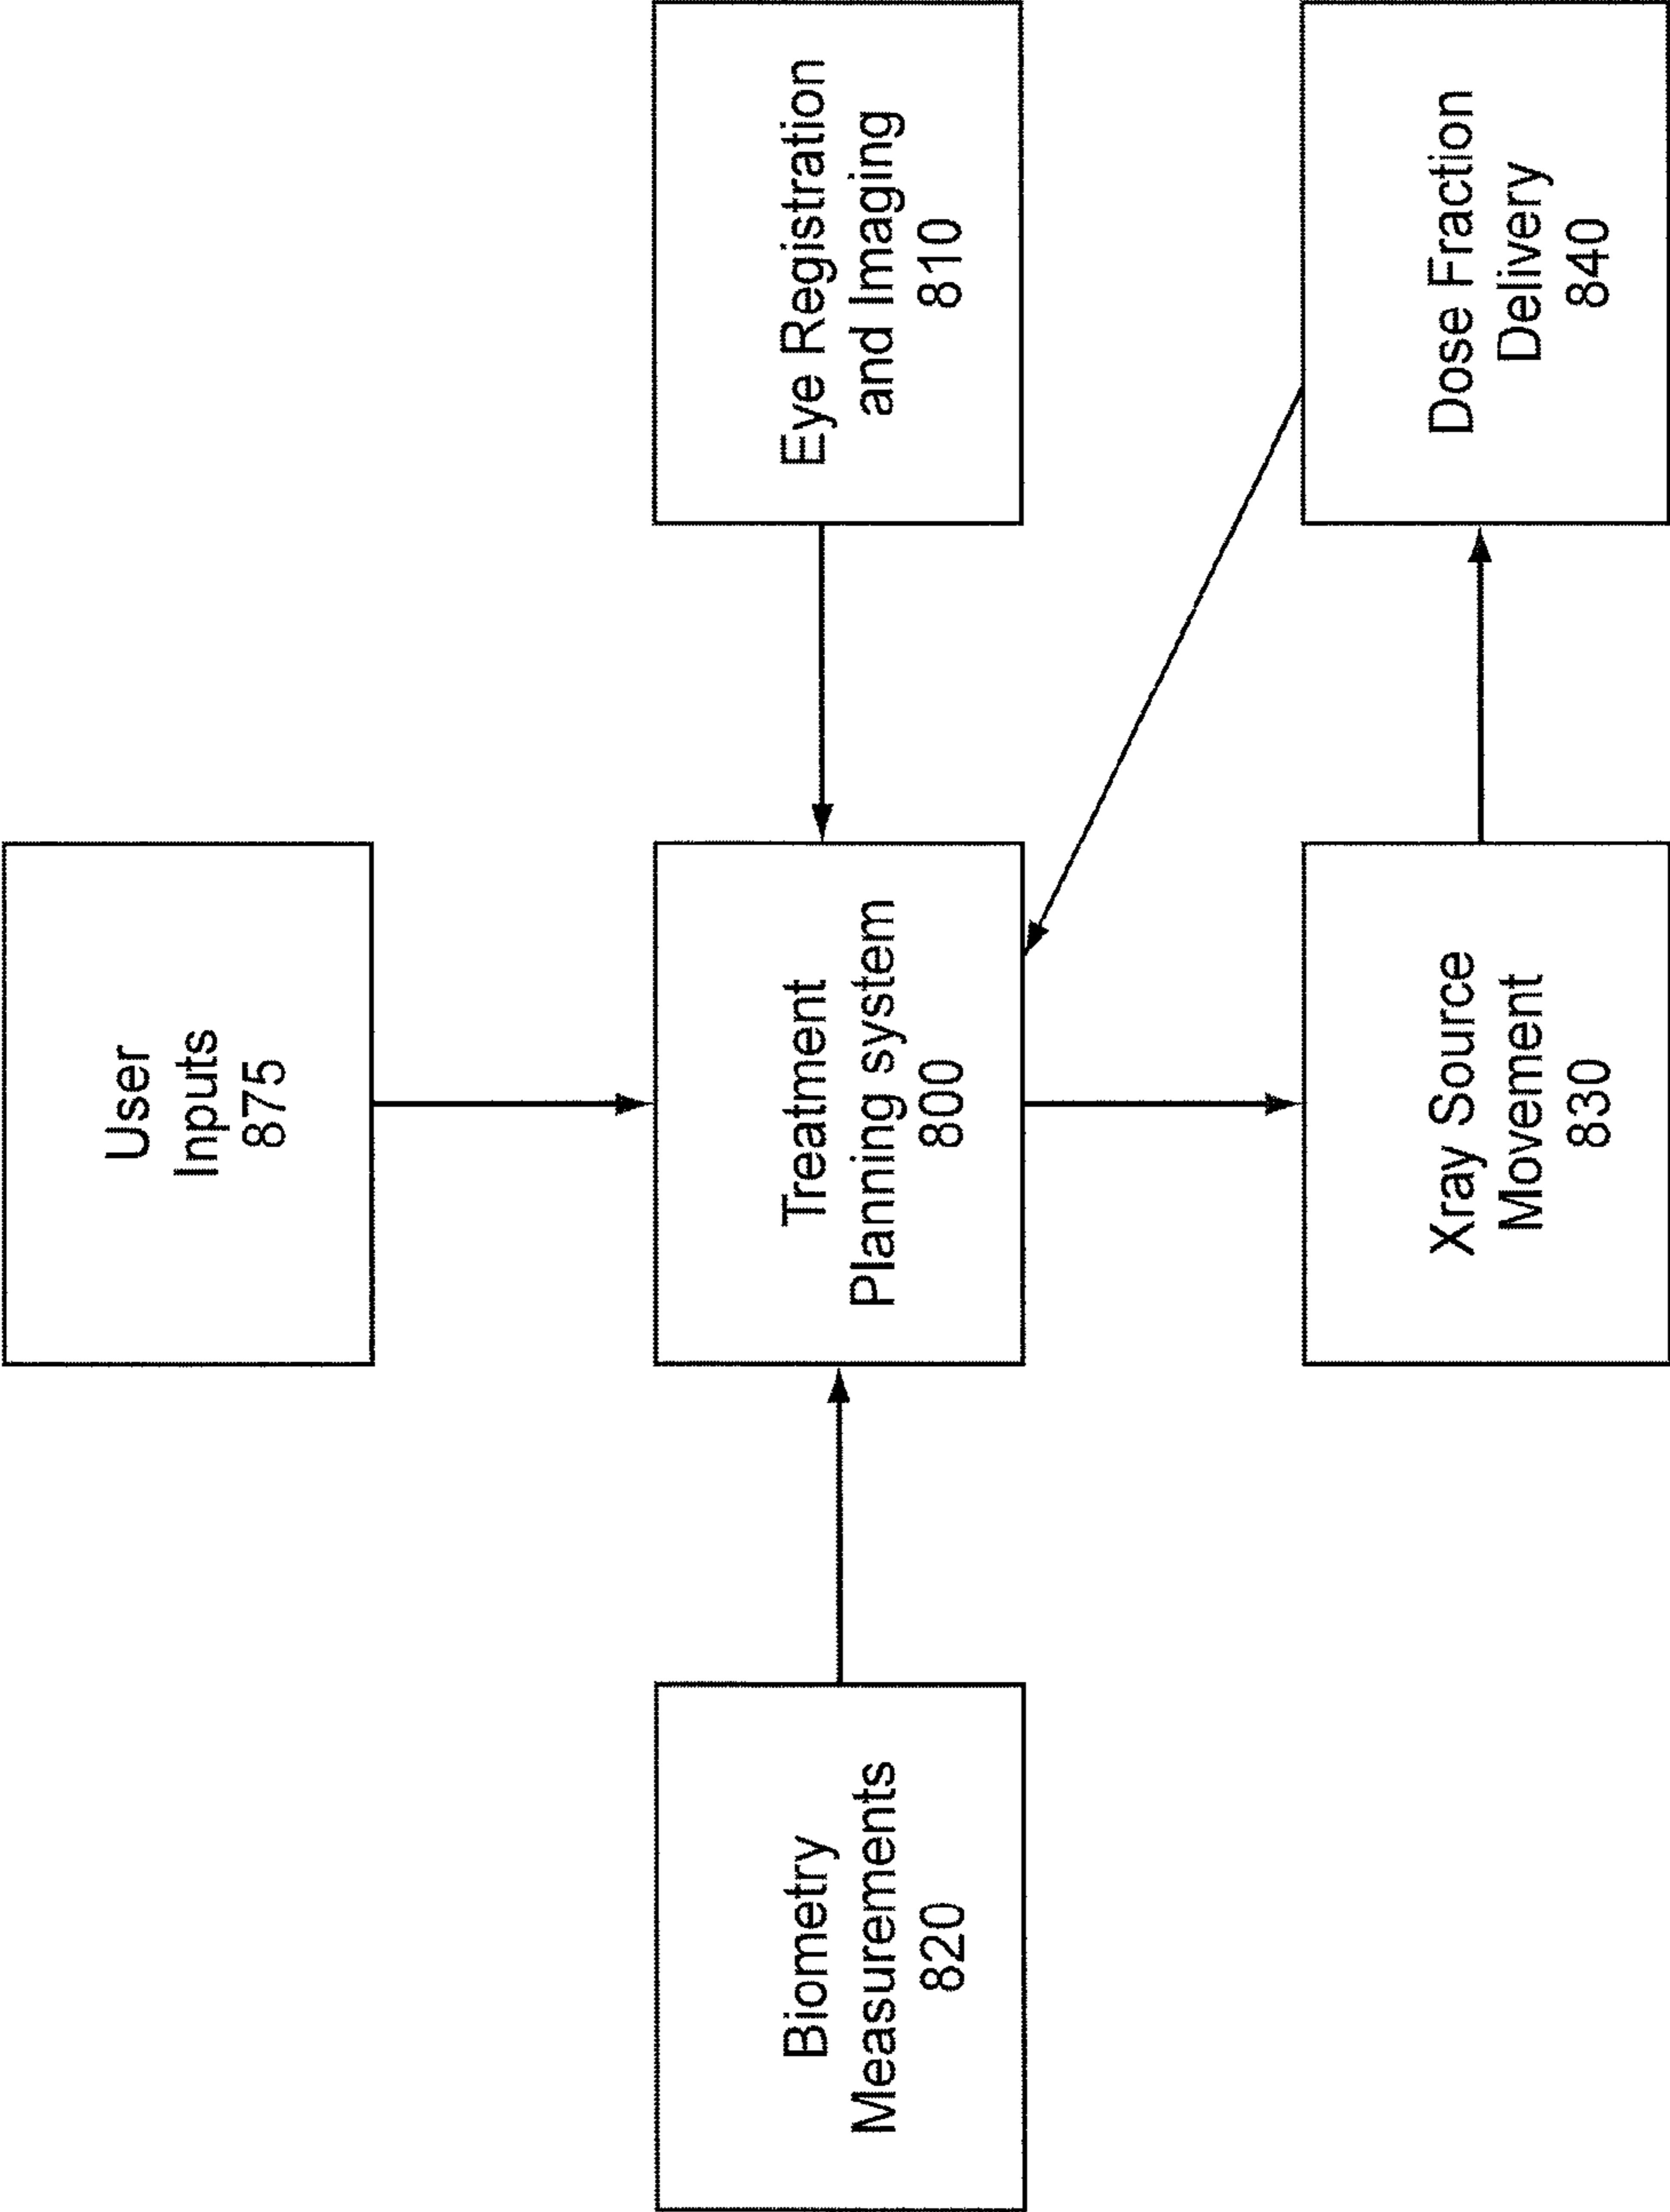 User
Inputs
875
Biometry
Measurements
820
Treatment
Planning system
800
Eye Registration
and Imaging
810
Xray Source
Movement
830
Dose Fraction
Delivery
840